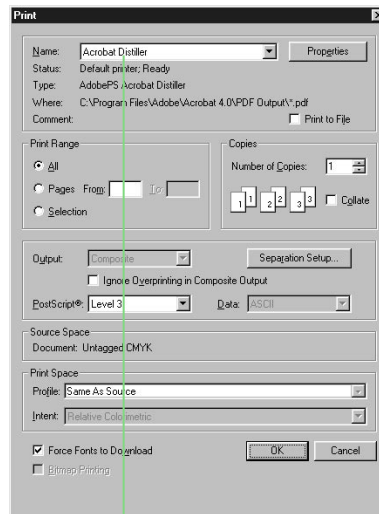 Print
Name: Acrobat Distiller Properties
Status: Default printer; Ready
Type: AdobePS Acrobat Distiller
Where: C:\Program Files\Adobe\Acrobat 4.0\PDF Output\*.pdf
Comment: Print to File
Print Range Copies
All Number of Copies: 1
Pages From: To:
1 1 2 2 3 3 Collate
Selection
Output: Composite Separation Setup...
Ignore Overprinting in Composite Output
PostScript®: Level 3 Data: ASCII
Source Space
Document: Untagged CMYK
Print Space
Profile: Same As Source
Intent: Relative Colorimetric
Force Fonts to Download OK Cancel
Bitmap Printing